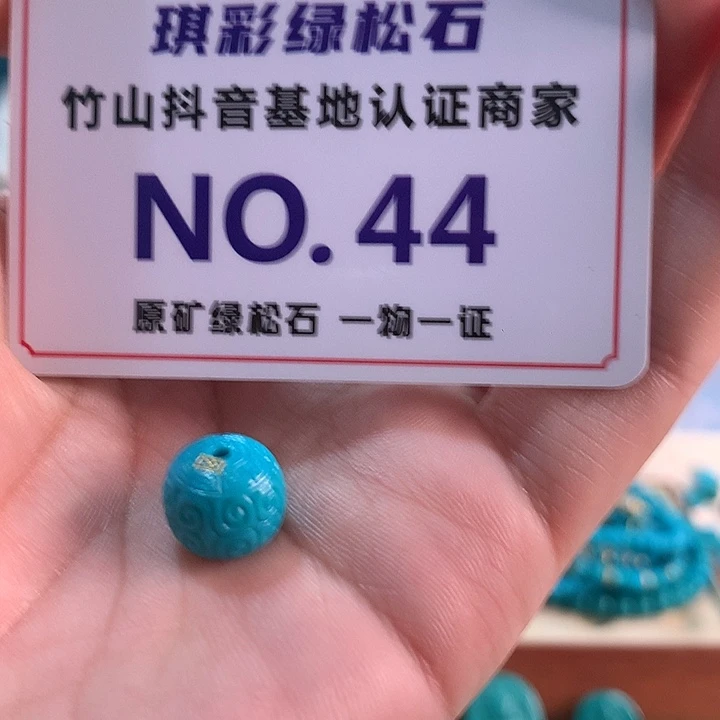 琪彩绿松石
竹山抖音基地认证商家
NO.44
原矿绿松石 一物一证